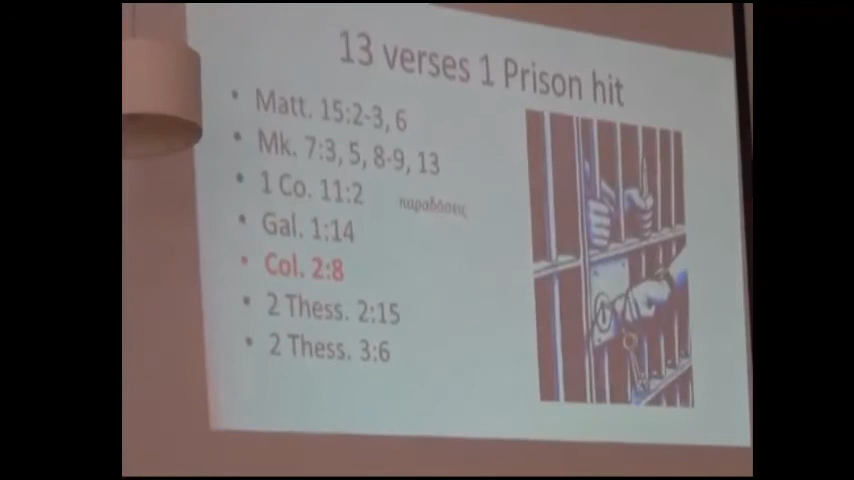 13 verses 1 Prison hit
• Matt. 15:2-3, 6
• Mk. 7:3, 5, 8-9, 13
• 1 Co. 11:2 παραδόσεις
• Gal. 1:14
• Col. 2:8
• 2 Thess. 2:15
• 2 Thess. 3:6